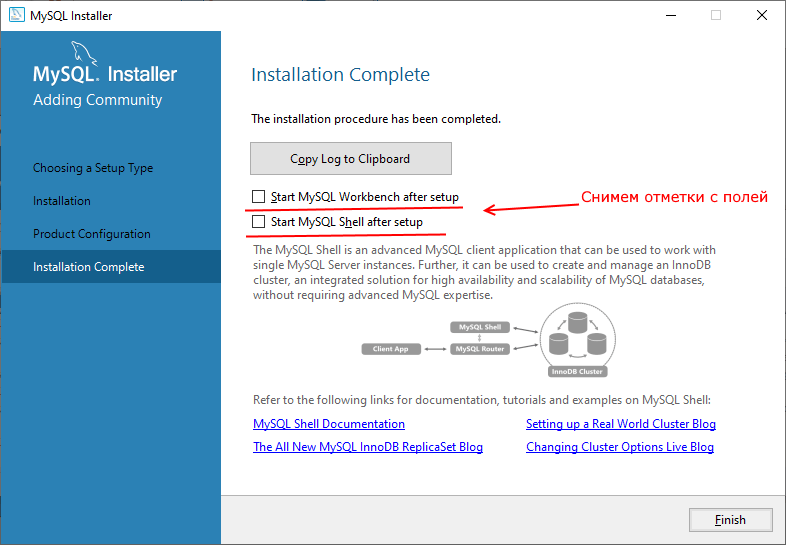 MySQL Installer
MySQL. Installer
Adding Community
Choosing a Setup Type
Installation
Product Configuration
Installation Complete
Installation Complete
The installation procedure has been completed.
Copy Log to Clipboard
Start MySQL Workbench after setup
Снимем отметки с полей
Start MySQL Shell after setup
The MySQL Shell is an advanced MySQL client application that can be used to work with
single MySQL Server instances. Further, it can be used to create and manage an InnoDB
cluster, an integrated solution for high availability and scalability of MySQL databases,
without requiring advanced MySQL expertise.
MySQL Shell
Client App
MySQL Router
InnoDB Cluster
Refer to the following links for documentation, tutorials and examples on MySQL Shell:
MySQL Shell Documentation
Setting up a Real World Cluster Blog
The All New MySQL InnoDB ReplicaSet Blog
Changing Cluster Options Live Blog
Finish